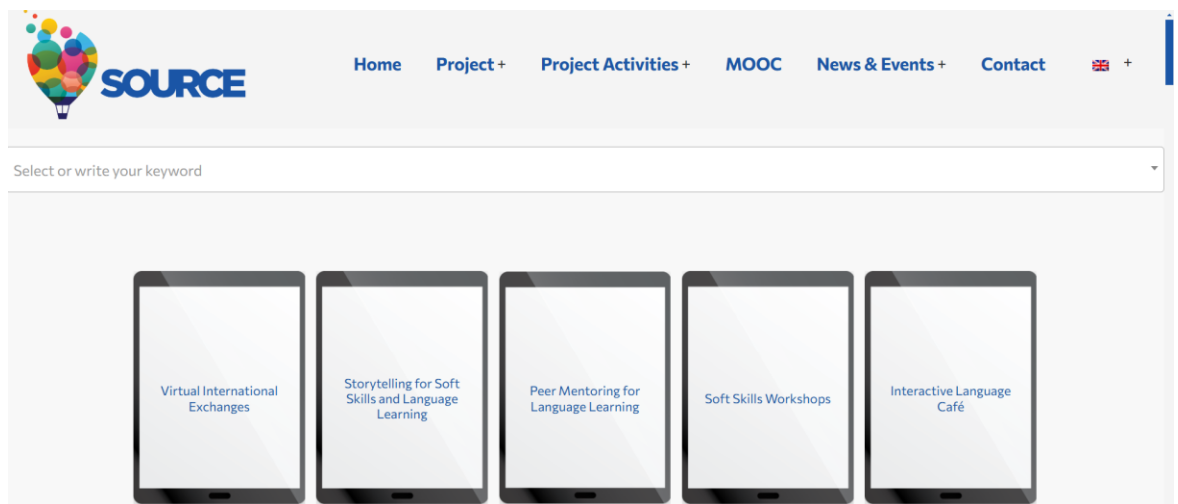 SOURCE
Home Project + Project Activities + MOOC News & Events + Contact +
Select or write your keyword
Virtual International
Exchanges
Storytelling for Soft
Skills and Language
Learning
Peer Mentoring for
Language Learning
Soft Skills Workshops
Interactive Language
Café